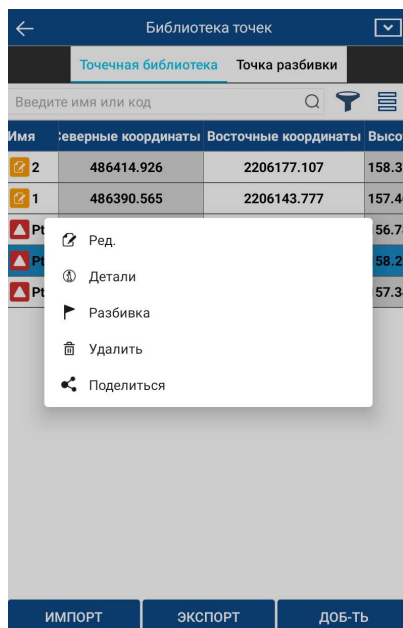 Библиотека точек
Точечная библиотека Точка разбивки
Введите имя или код
Имя Северные координаты Восточные координаты Высо
2 486414.926 2206177.107 158.3
1 486390.565 2206143.777 157.4
Pt 56.7
Pt 58.2
Pt 57.3
Ред.
Детали
Разбивка
Удалить
Поделиться
ИМПОРТ ЭКСПОРТ ДОБ-ТЬ